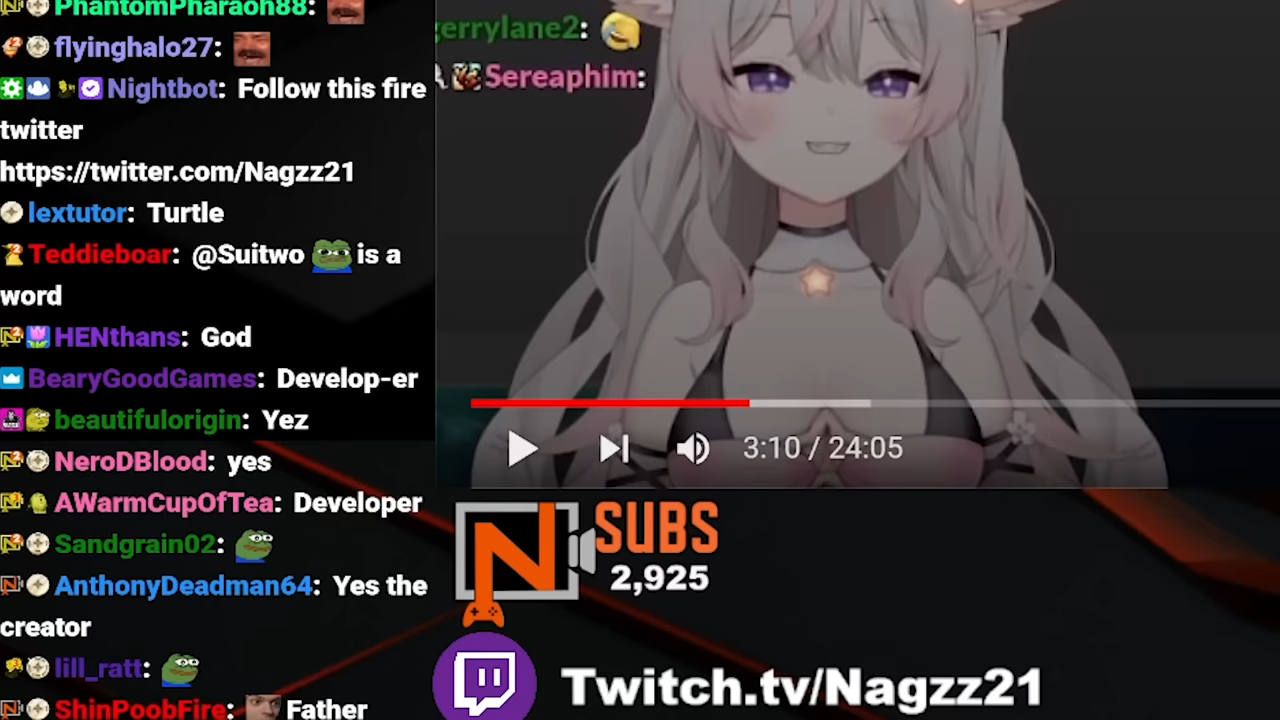 PhantomPharaoh88:
flyinghalo27:
Nightbot: Follow this fire
twitter
https://twitter.com/Nagzz21
lextutor: Turtle
Teddieboar: @Suitwo is a
word
HENthans: God
BearyGoodGames: Develop-er
beautifulorigin: Yez
NeroDBlood: yes
AWarmCupOfTea: Developer
Sandgrain02:
AnthonyDeadman64: Yes the
creator
lill_ratt:
ShinPoobFire: Father
gerrylane2:
Sereaphim:
3:10 / 24:05
N SUBS
2,925
Twitch.tv/Nagzz21